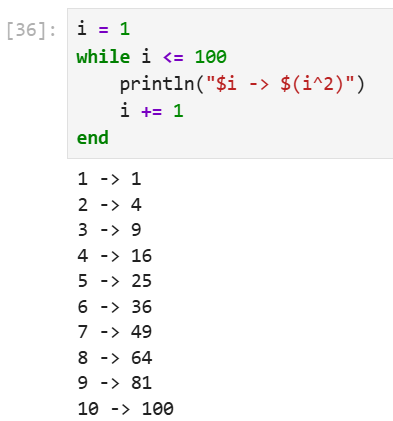 [36]: i = 1
while i <= 100
    println("$i -> $(i^2)")
    i += 1
end
1 -> 1
2 -> 4
3 -> 9
4 -> 16
5 -> 25
6 -> 36
7 -> 49
8 -> 64
9 -> 81
10 -> 100